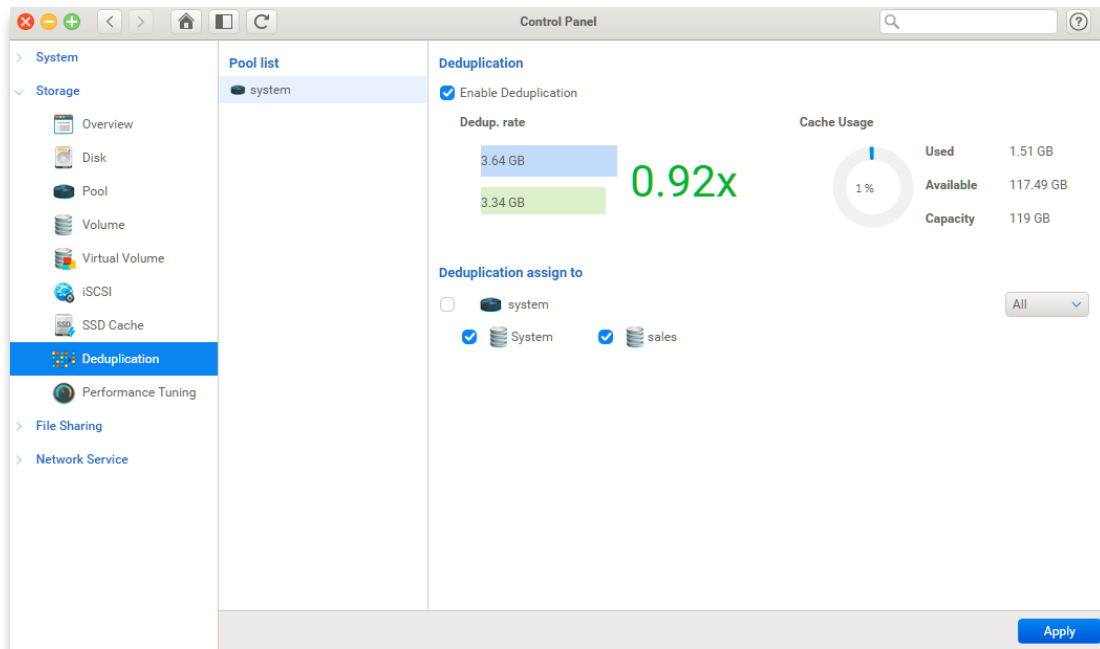 Control Panel
?
System
Storage
Overview
Disk
Pool
Volume
Virtual Volume
iSCSI
SSD
SSD Cache
Deduplication
Performance Tuning
File Sharing
Network Service
Pool list
system
Deduplication
Enable Deduplication
Dedup. rate
3.64 GB
3.34 GB
0.92x
Cache Usage
1%
Used 1.51 GB
Available 117.49 GB
Capacity 119 GB
Deduplication assign to
system
All
System sales
Apply